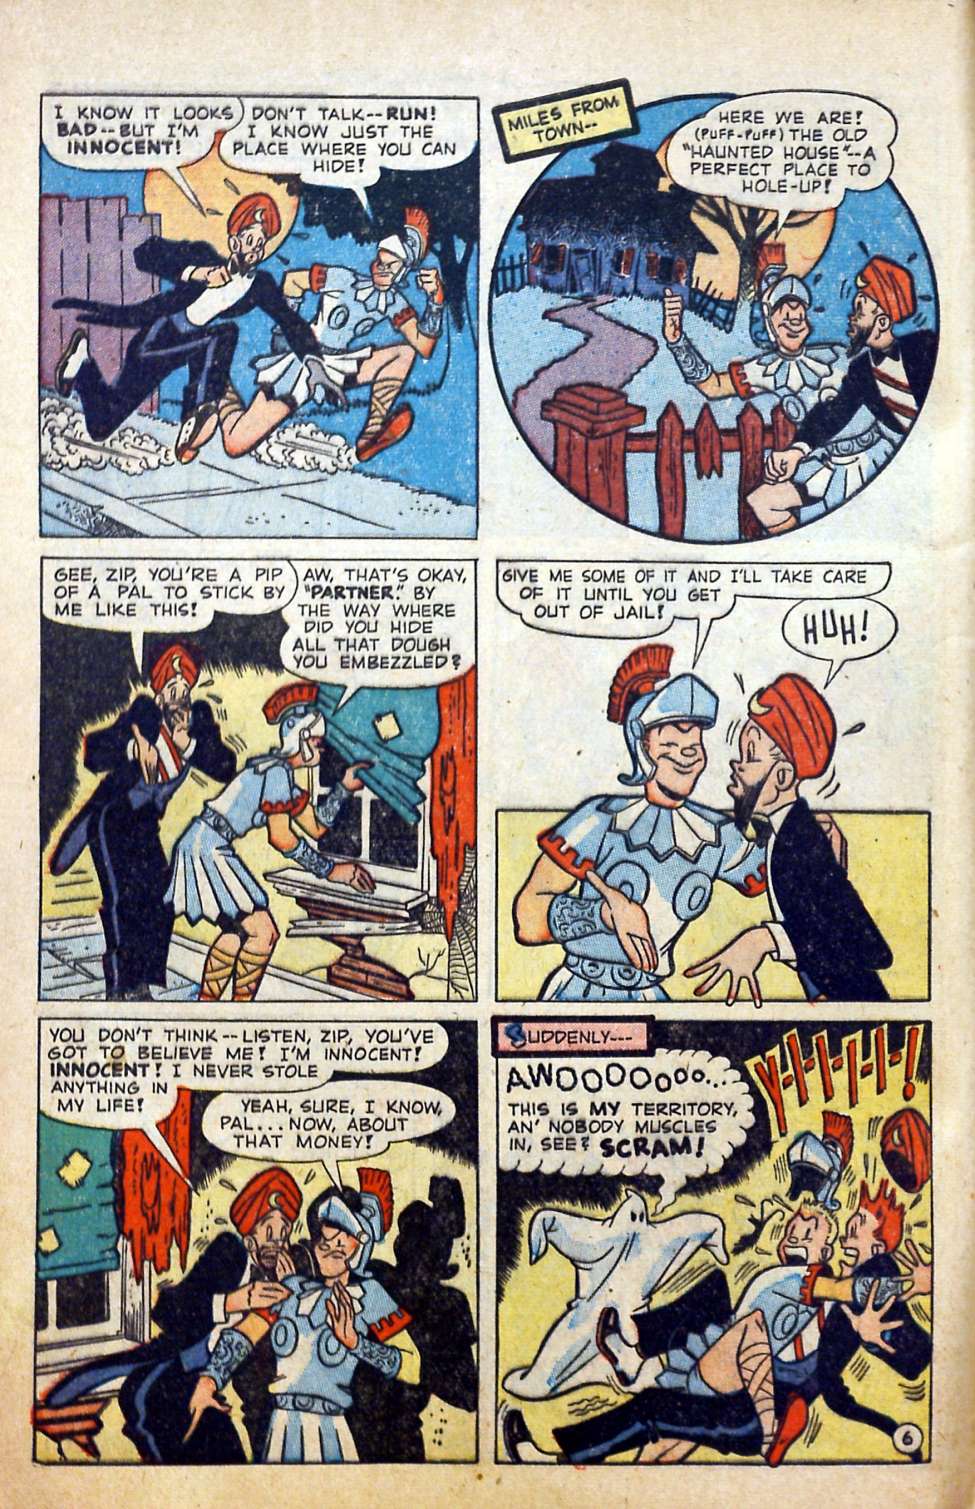 I KNOW IT LOOKS
BAD--BUT I'M
INNOCENT!
DON'T TALK--RUN!
I KNOW JUST THE
PLACE WHERE YOU CAN
HIDE!
MILES FROM
TOWN--
HERE WE ARE!
(PUFF-PUFF) THE OLD
"HAUNTED HOUSE"--A
PERFECT PLACE TO
HOLE-UP!
GEE, ZIP, YOU'RE A PIP
OF A PAL TO STICK BY
ME LIKE THIS!
AW, THAT'S OKAY,
"PARTNER." BY
THE WAY WHERE
DID YOU HIDE
ALL THAT DOUGH
YOU EMBEZZLED?
GIVE ME SOME OF IT AND I'LL TAKE CARE
OF IT UNTIL YOU GET
OUT OF JAIL!
HUH!
YOU DON'T THINK--LISTEN, ZIP, YOU'VE
GOT TO BELIEVE ME! I'M INNOCENT!
INNOCENT! I NEVER STOLE
ANYTHING IN
MY LIFE!
YEAH, SURE, I KNOW,
PAL... NOW, ABOUT
THAT MONEY!
SUDDENLY---
AWOOOOOOO...
THIS IS MY TERRITORY,
AN' NOBODY MUSCLES
IN, SEE? SCRAM!
Y-I-I-I-I-!
6